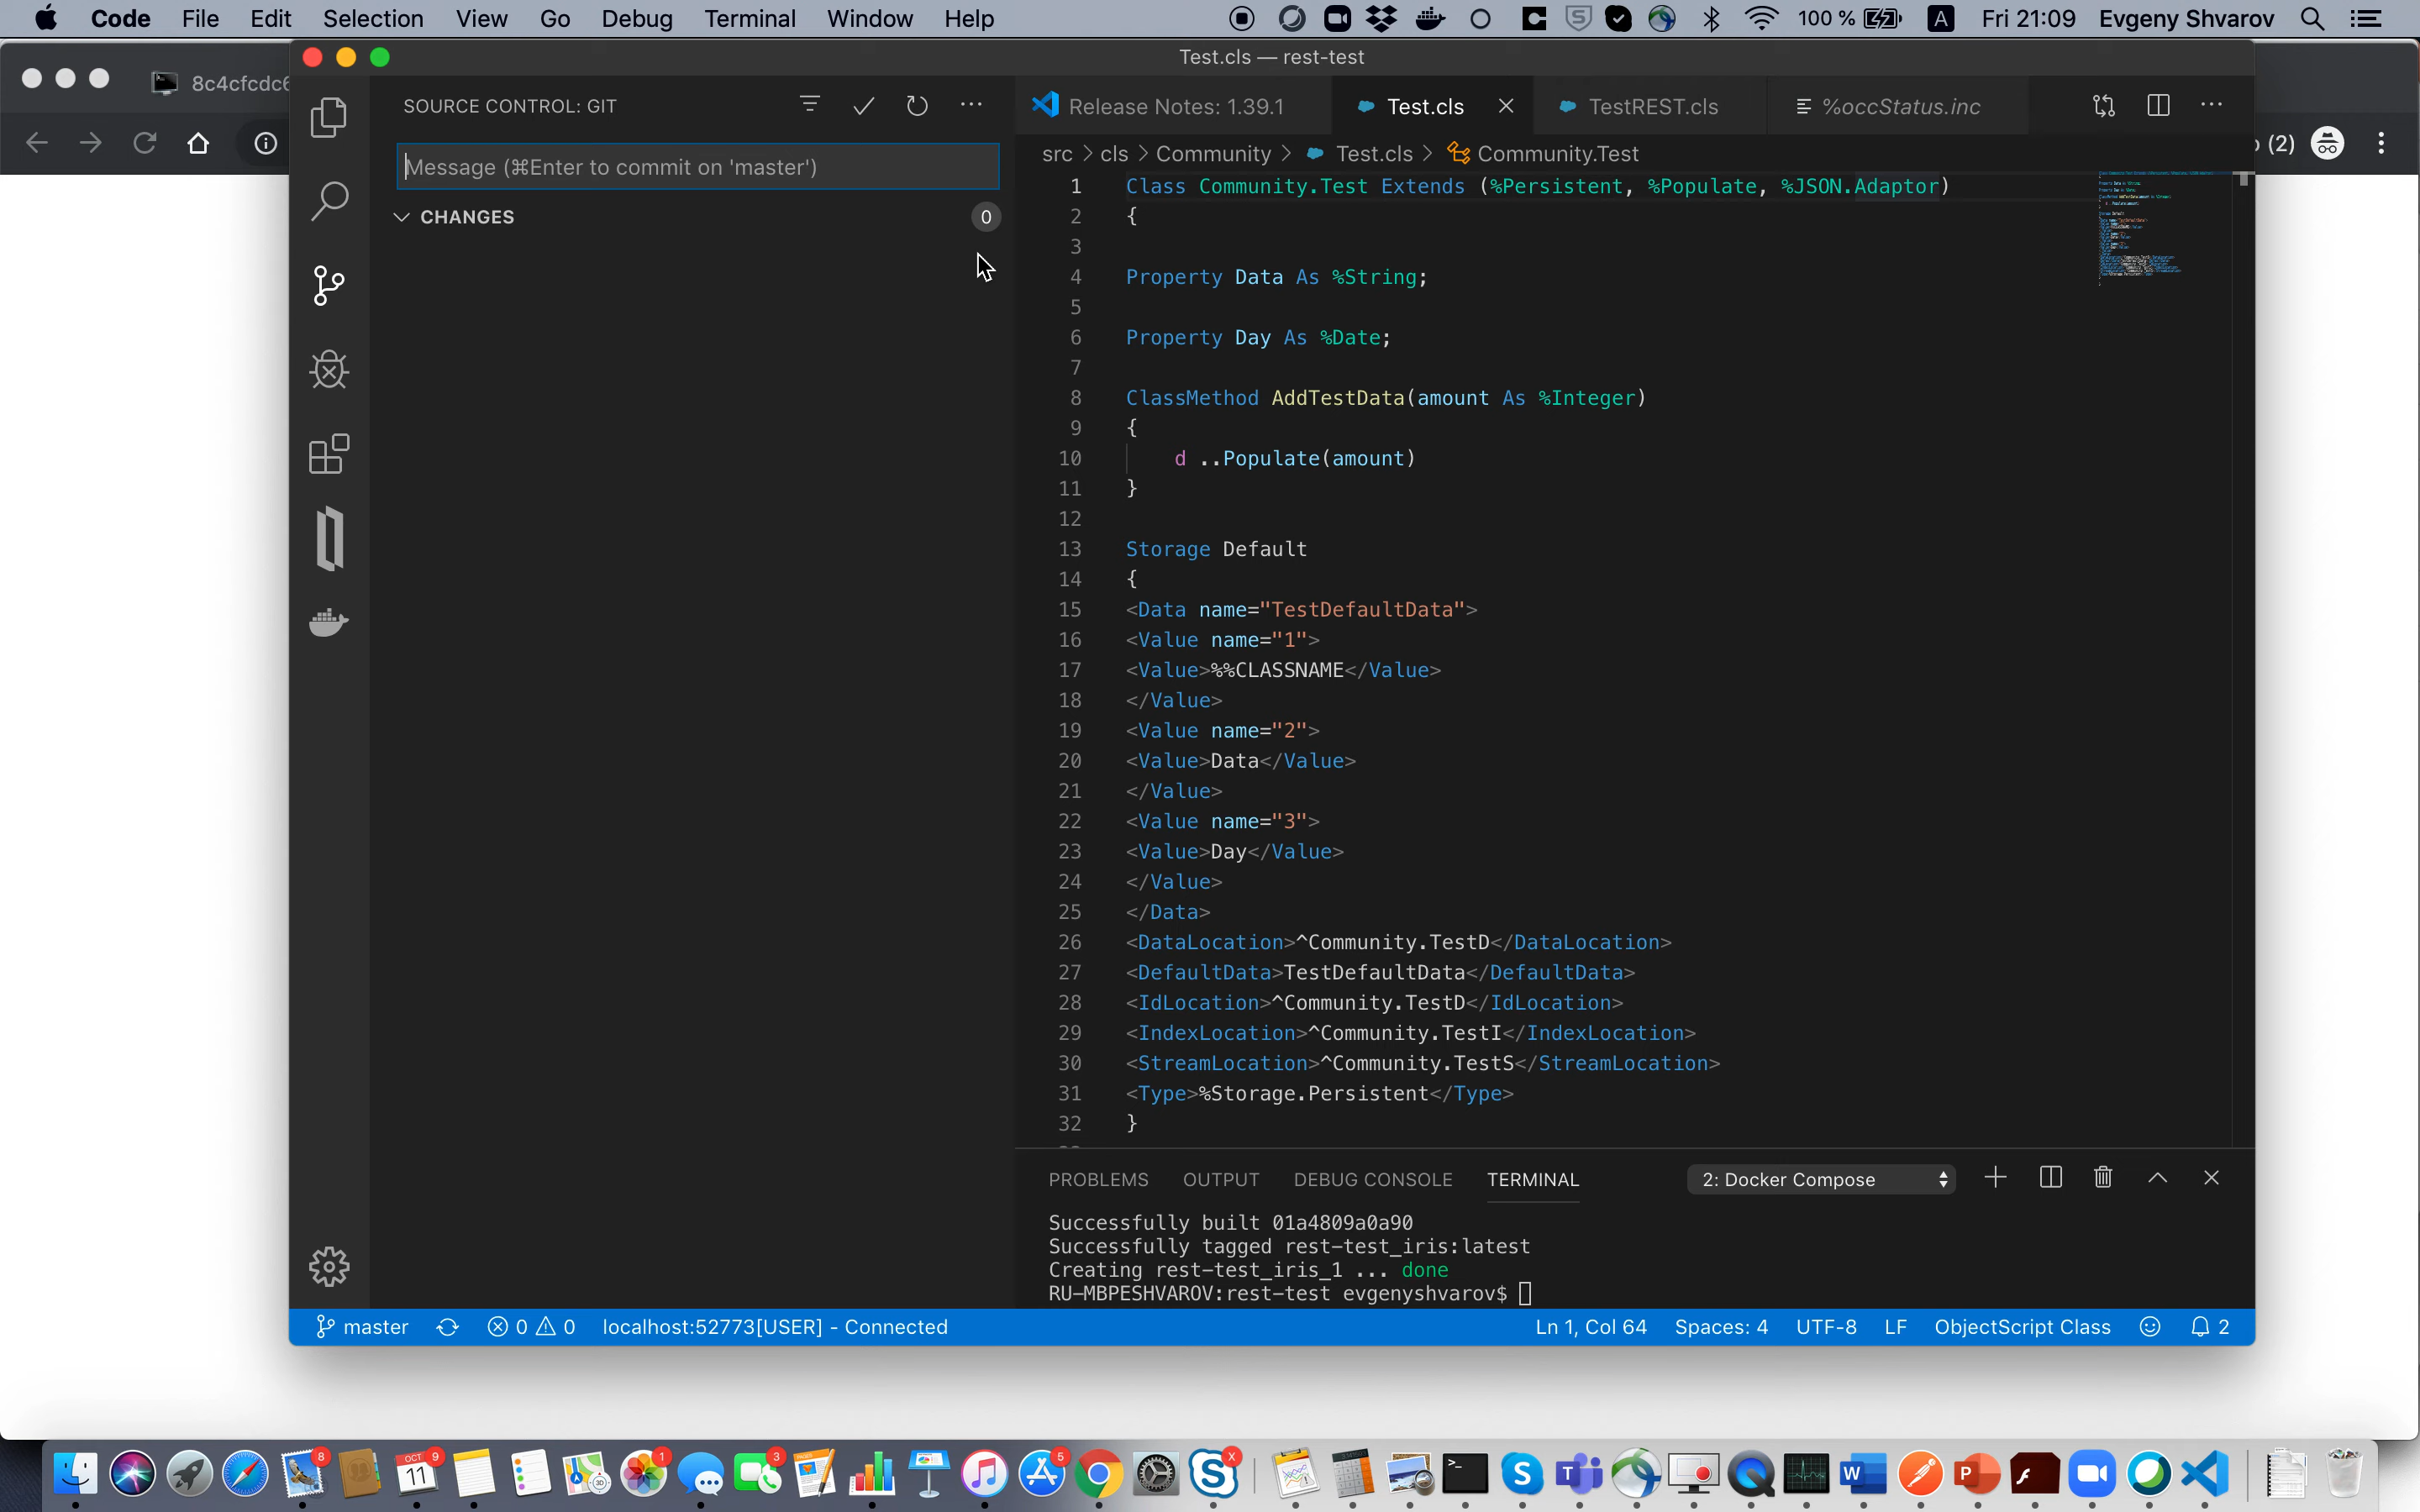 Code File Edit Selection View Go Debug Terminal Window Help 100 % A Fri 21:09 Evgeny Shvarov
Test.cls — rest-test
8c4cfcdc6
(2)
SOURCE CONTROL: GIT
Message (⌘Enter to commit on 'master')
CHANGES 0
Release Notes: 1.39.1 Test.cls TestREST.cls %occStatus.inc
src > cls > Community > Test.cls > Community.Test
1 Class Community.Test Extends (%Persistent, %Populate, %JSON.Adaptor)
2 {
3
4 Property Data As %String;
5
6 Property Day As %Date;
7
8 ClassMethod AddTestData(amount As %Integer)
9 {
10 d ..Populate(amount)
11 }
12
13 Storage Default
14 {
15 <Data name="TestDefaultData">
16 <Value name="1">
17 <Value>%%CLASSNAME</Value>
18 </Value>
19 <Value name="2">
20 <Value>Data</Value>
21 </Value>
22 <Value name="3">
23 <Value>Day</Value>
24 </Value>
25 </Data>
26 <DataLocation>^Community.TestD</DataLocation>
27 <DefaultData>TestDefaultData</DefaultData>
28 <IdLocation>^Community.TestD</IdLocation>
29 <IndexLocation>^Community.TestI</IndexLocation>
30 <StreamLocation>^Community.TestS</StreamLocation>
31 <Type>%Storage.Persistent</Type>
32 }
PROBLEMS OUTPUT DEBUG CONSOLE TERMINAL 2: Docker Compose
Successfully built 01a4809a0a90
Successfully tagged rest-test_iris:latest
Creating rest-test_iris_1 ... done
RU-MBPESHVAROV:rest-test evgenyshvarov$
master 0 0 localhost:52773[USER] - Connected Ln 1, Col 64 Spaces: 4 UTF-8 LF ObjectScript Class 2
8 OCT 11 9 1 3 5 X